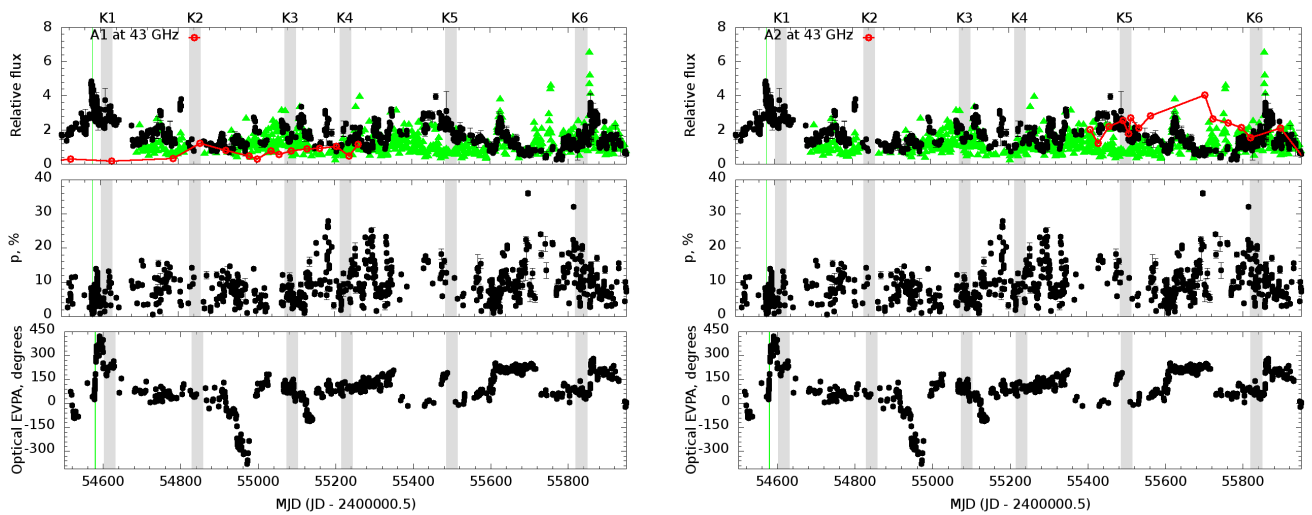 K1 K2 K3 K4 K5 K6
A1 at 43 GHz
Relative flux
8
6
4
2
0
p, %
40
30
20
10
0
Optical EVPA, degrees
450
300
150
0
-150
-300
54600 54800 55000 55200 55400 55600 55800
MJD (JD - 2400000.5)
K1 K2 K3 K4 K5 K6
A2 at 43 GHz
Relative flux
8
6
4
2
0
p, %
40
30
20
10
0
Optical EVPA, degrees
450
300
150
0
-150
-300
54600 54800 55000 55200 55400 55600 55800
MJD (JD - 2400000.5)